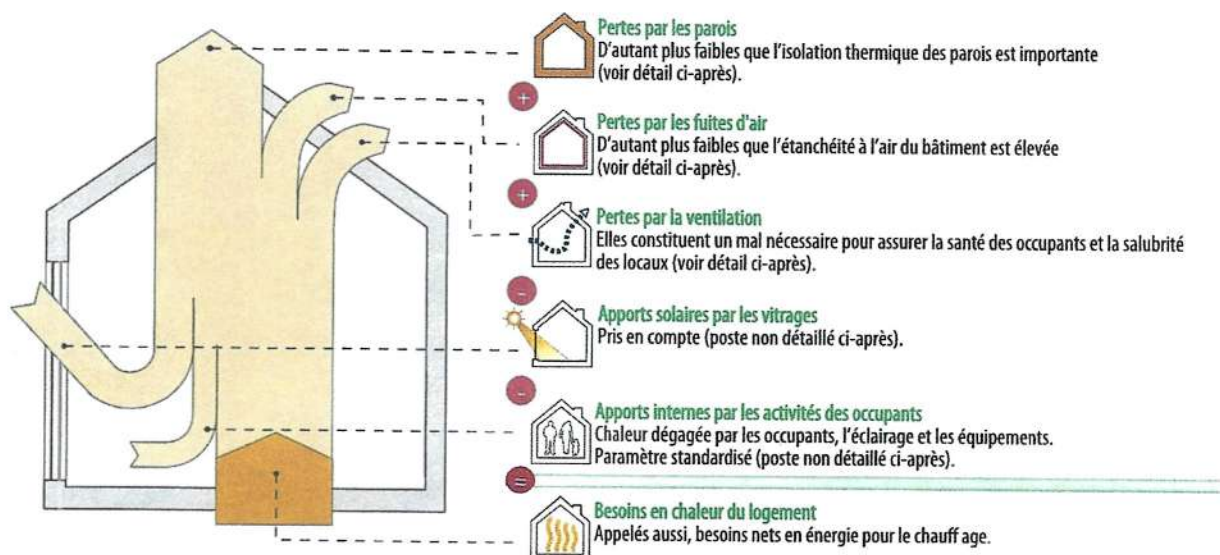 Pertes par les parois
D'autant plus faibles que l'isolation thermique des parois est importante
(voir détail ci-après).
+
Pertes par les fuites d'air
D'autant plus faibles que l'étanchéité à l'air du bâtiment est élevée
(voir détail ci-après).
+
Pertes par la ventilation
Elles constituent un mal nécessaire pour assurer la santé des occupants et la salubrité
des locaux (voir détail ci-après).
-
Apports solaires par les vitrages
Pris en compte (poste non détaillé ci-après).
-
Apports internes par les activités des occupants
Chaleur dégagée par les occupants, l'éclairage et les équipements.
Paramètre standardisé (poste non détaillé ci-après).
=
Besoins en chaleur du logement
Appelés aussi, besoins nets en énergie pour le chauff age.